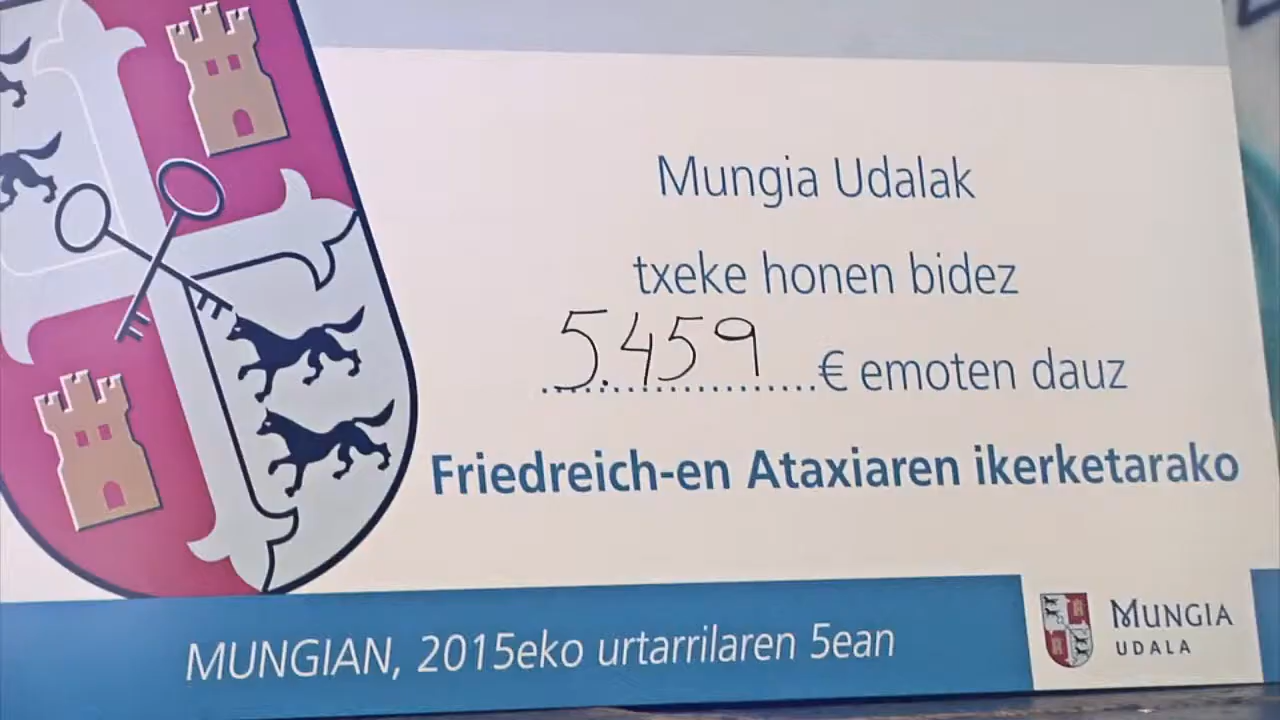 Mungia Udalak
txeke honen bidez
5.459 € emoten dauz
Friedreich-en Ataxiaren ikerketarako
MUNGIAN, 2015eko urtarrilaren 5ean
MUNGIA
UDALA